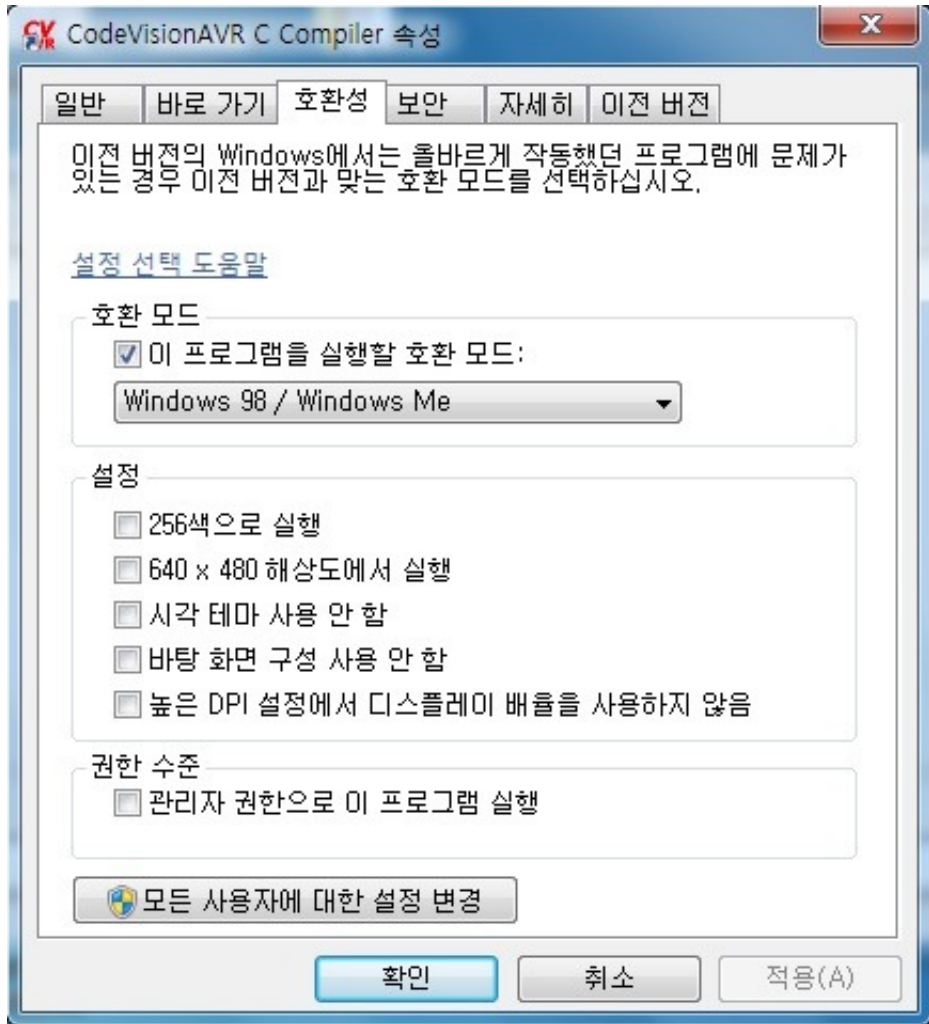 CodeVisionAVR C Compiler 속성
일반 바로 가기 호환성 보안 자세히 이전 버전
이전 버전의 Windows에서는 올바르게 작동했던 프로그램에 문제가
있는 경우 이전 버전과 맞는 호환 모드를 선택하십시오.
설정 선택 도움말
호환 모드
이 프로그램을 실행할 호환 모드:
Windows 98 / Windows Me
설정
256색으로 실행
640 x 480 해상도에서 실행
시각 테마 사용 안 함
바탕 화면 구성 사용 안 함
높은 DPI 설정에서 디스플레이 배율을 사용하지 않음
권한 수준
관리자 권한으로 이 프로그램 실행
모든 사용자에 대한 설정 변경
확인 취소 적용(A)